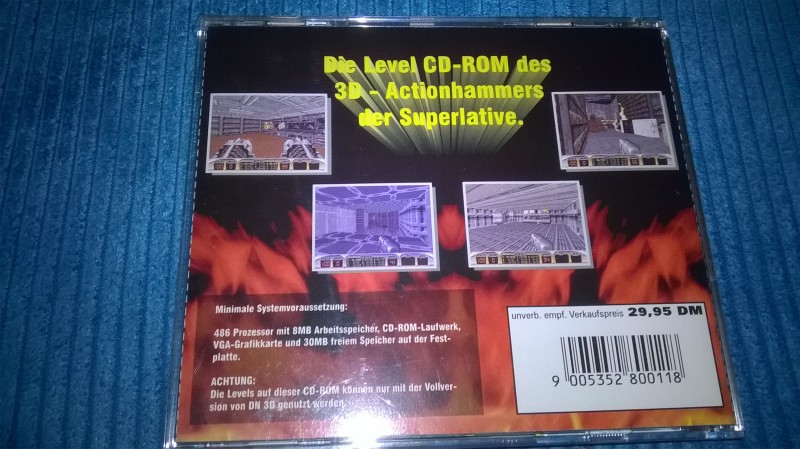 Die Level CD-ROM des
3D - Actionhammers
der Superlative.
Minimale Systemvoraussetzung:
486 Prozessor mit 8MB Arbeitsspeicher, CD-ROM-Laufwerk,
VGA-Grafikkarte und 30MB freiem Speicher auf der Fest-
platte.
ACHTUNG:
Die Levels auf dieser CD-ROM können nur mit der Vollver-
sion von DN 3D genutzt werden.
unverb. empf. Verkaufspreis 29,95 DM
9 005352 800118